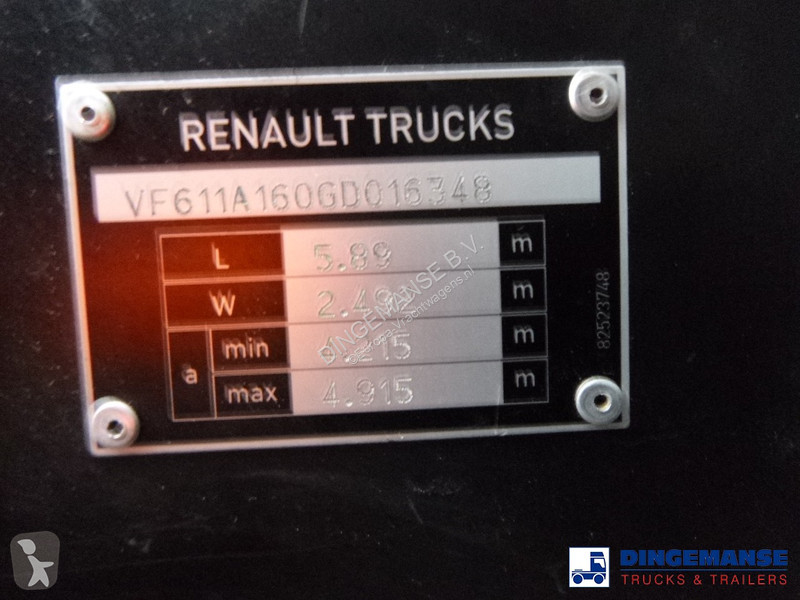 RENAULT TRUCKS
VF611A160GD016348
L 5.89 m
W m
a min m
max 4.915 m
82523748
DINGEMANSE B.V.
DINGEMANSE
TRUCKS & TRAILERS